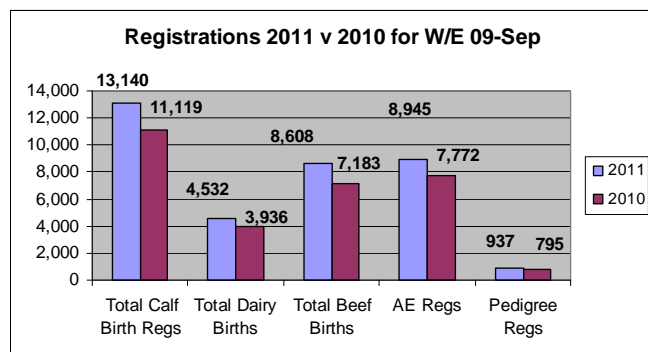 Registrations 2011 v 2010 for W/E 09-Sep
14,000
12,000
10,000
8,000
6,000
4,000
2,000
0
13,140
11,119
4,532
3,936
8,608
7,183
8,945
7,772
937
795
Total Calf
Birth Regs
Total Dairy
Births
Total Beef
Births
AE Regs
Pedigree
Regs
2011
2010